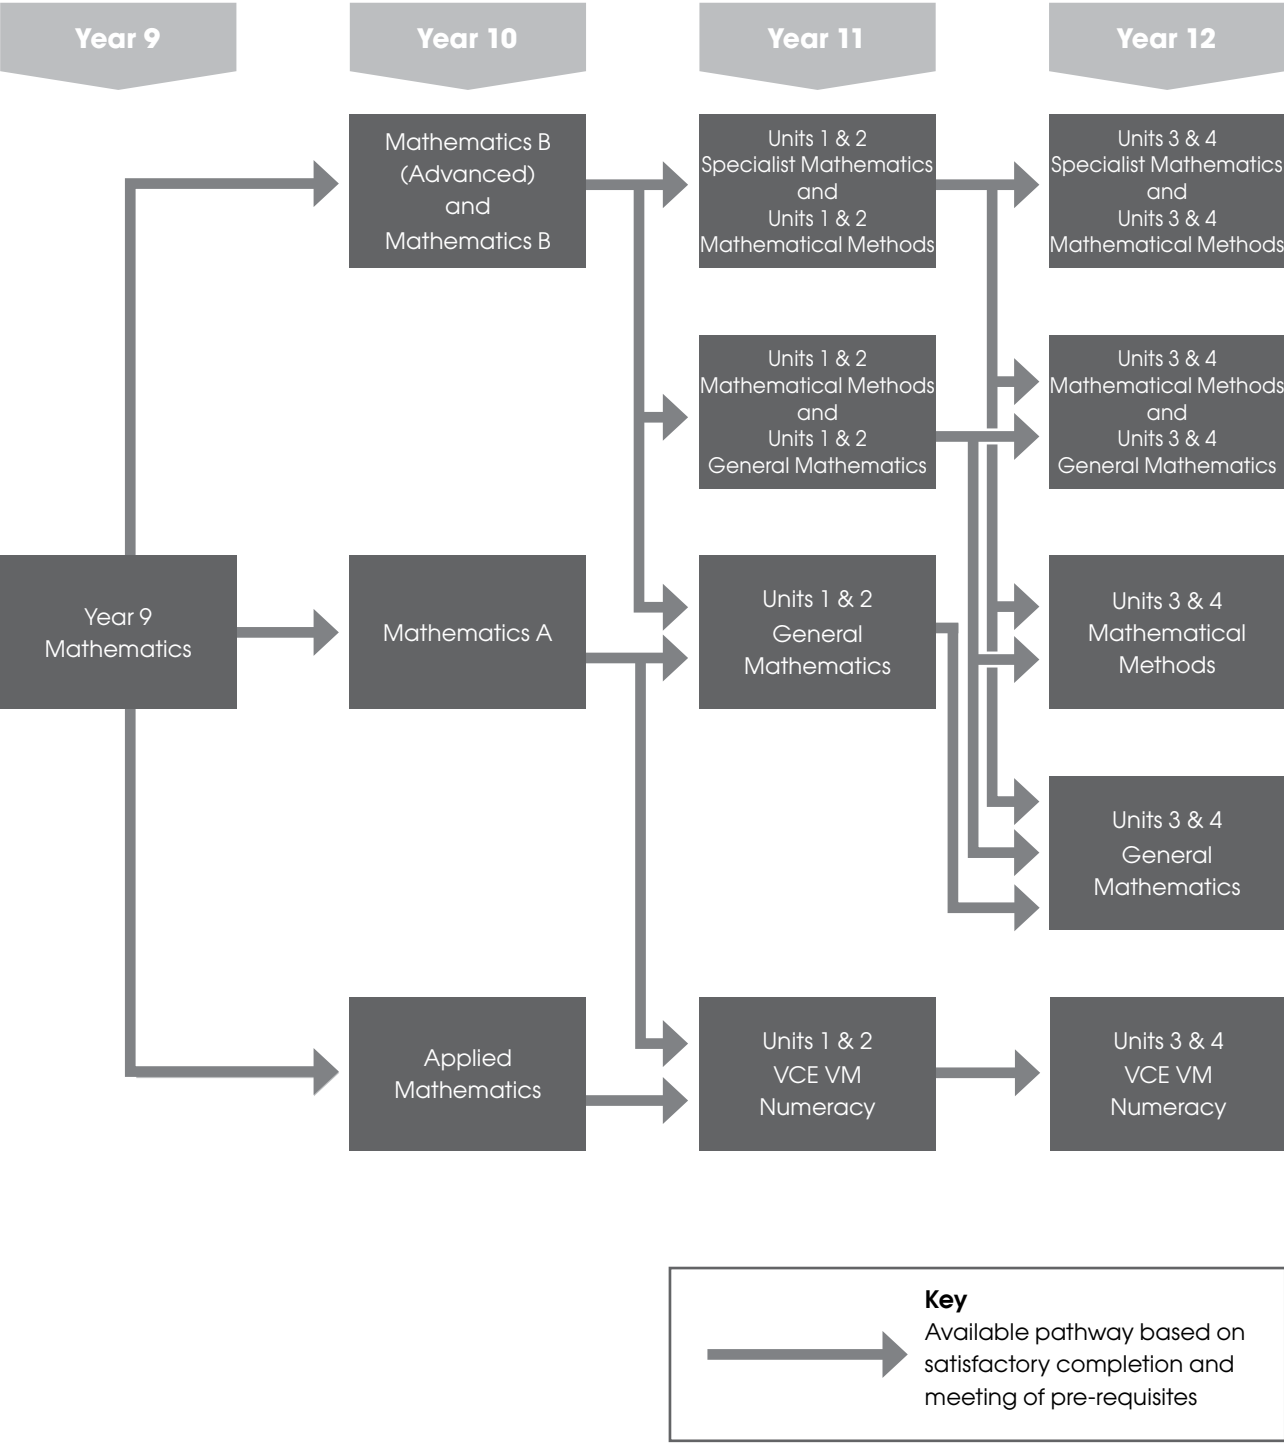 Year 9
Year 10
Year 11
Year 12
Mathematics B
(Advanced)
and
Mathematics B
Units 1 & 2
Specialist Mathematics
and
Units 1 & 2
Mathematical Methods
Units 3 & 4
Specialist Mathematics
and
Units 3 & 4
Mathematical Methods
Units 1 & 2
Mathematical Methods
and
Units 1 & 2
General Mathematics
Units 3 & 4
Mathematical Methods
and
Units 3 & 4
General Mathematics
Year 9
Mathematics
Mathematics A
Units 1 & 2
General
Mathematics
Units 3 & 4
Mathematical
Methods
Units 3 & 4
General
Mathematics
Applied
Mathematics
Units 1 & 2
VCE VM
Numeracy
Units 3 & 4
VCE VM
Numeracy
Key
Available pathway based on
satisfactory completion and
meeting of pre-requisites